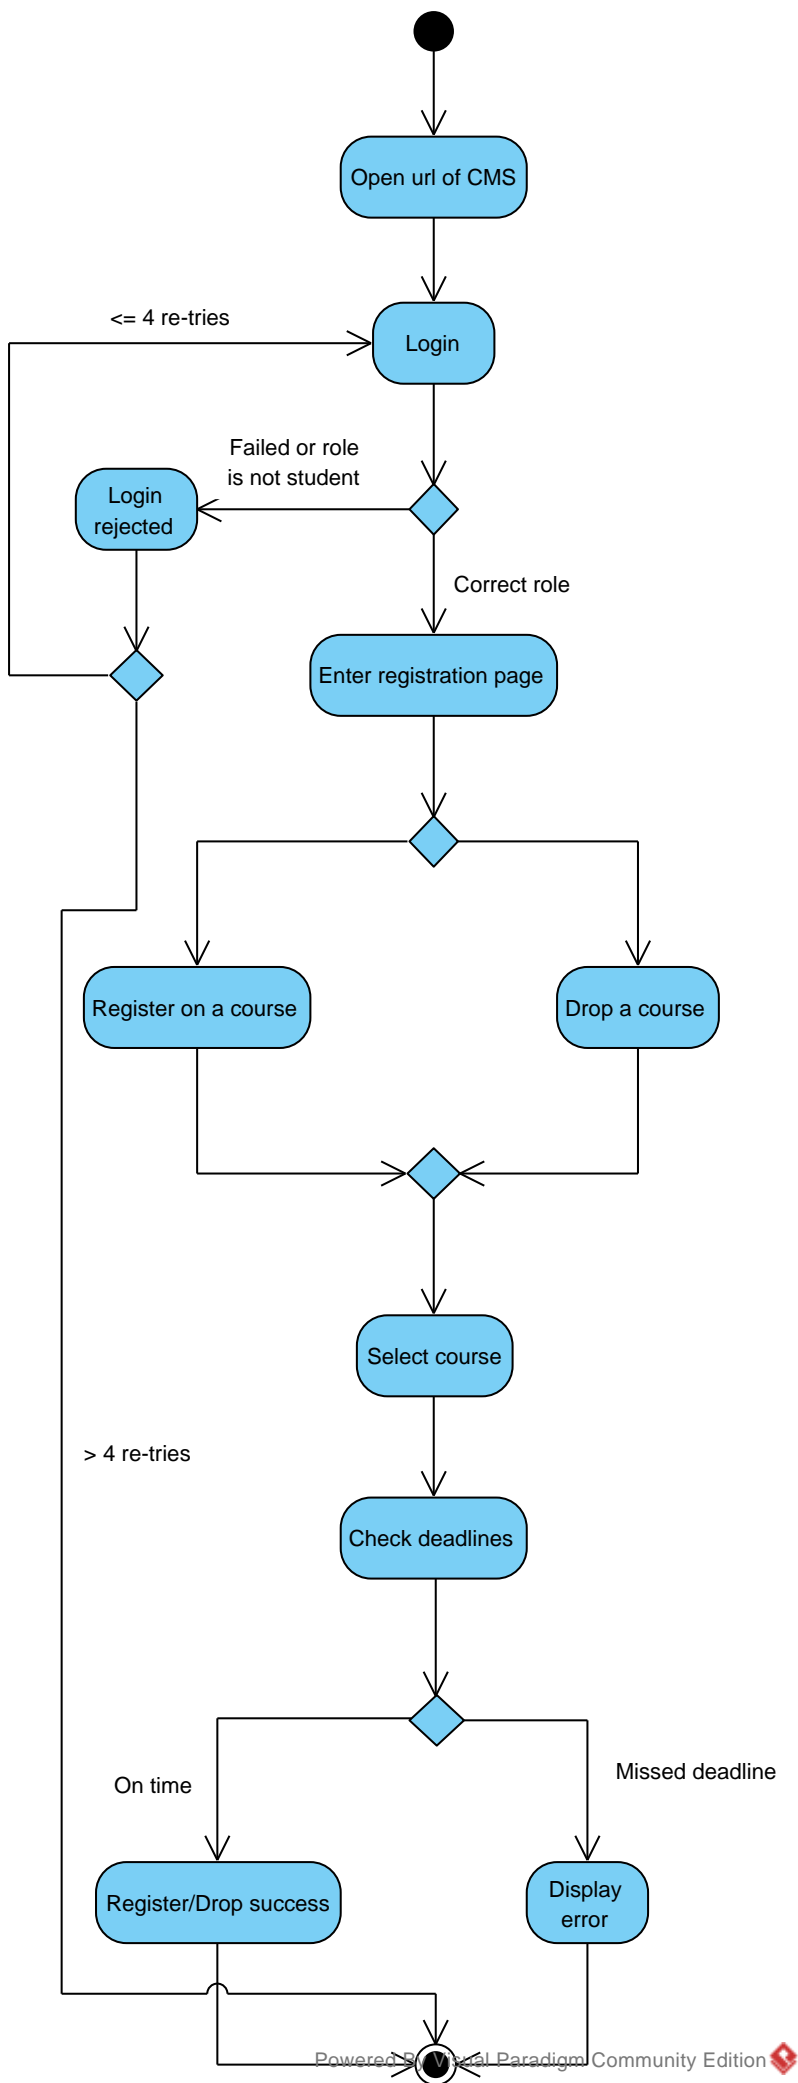 Open url of CMS
<= 4 re-tries
Login
Failed or role
is not student
Login
rejected
Correct role
Enter registration page
Register on a course
Drop a course
Select course
> 4 re-tries
Check deadlines
Missed deadline
On time
Display
error
Register/Drop success
Powered By Visual Paradigm Community Edition